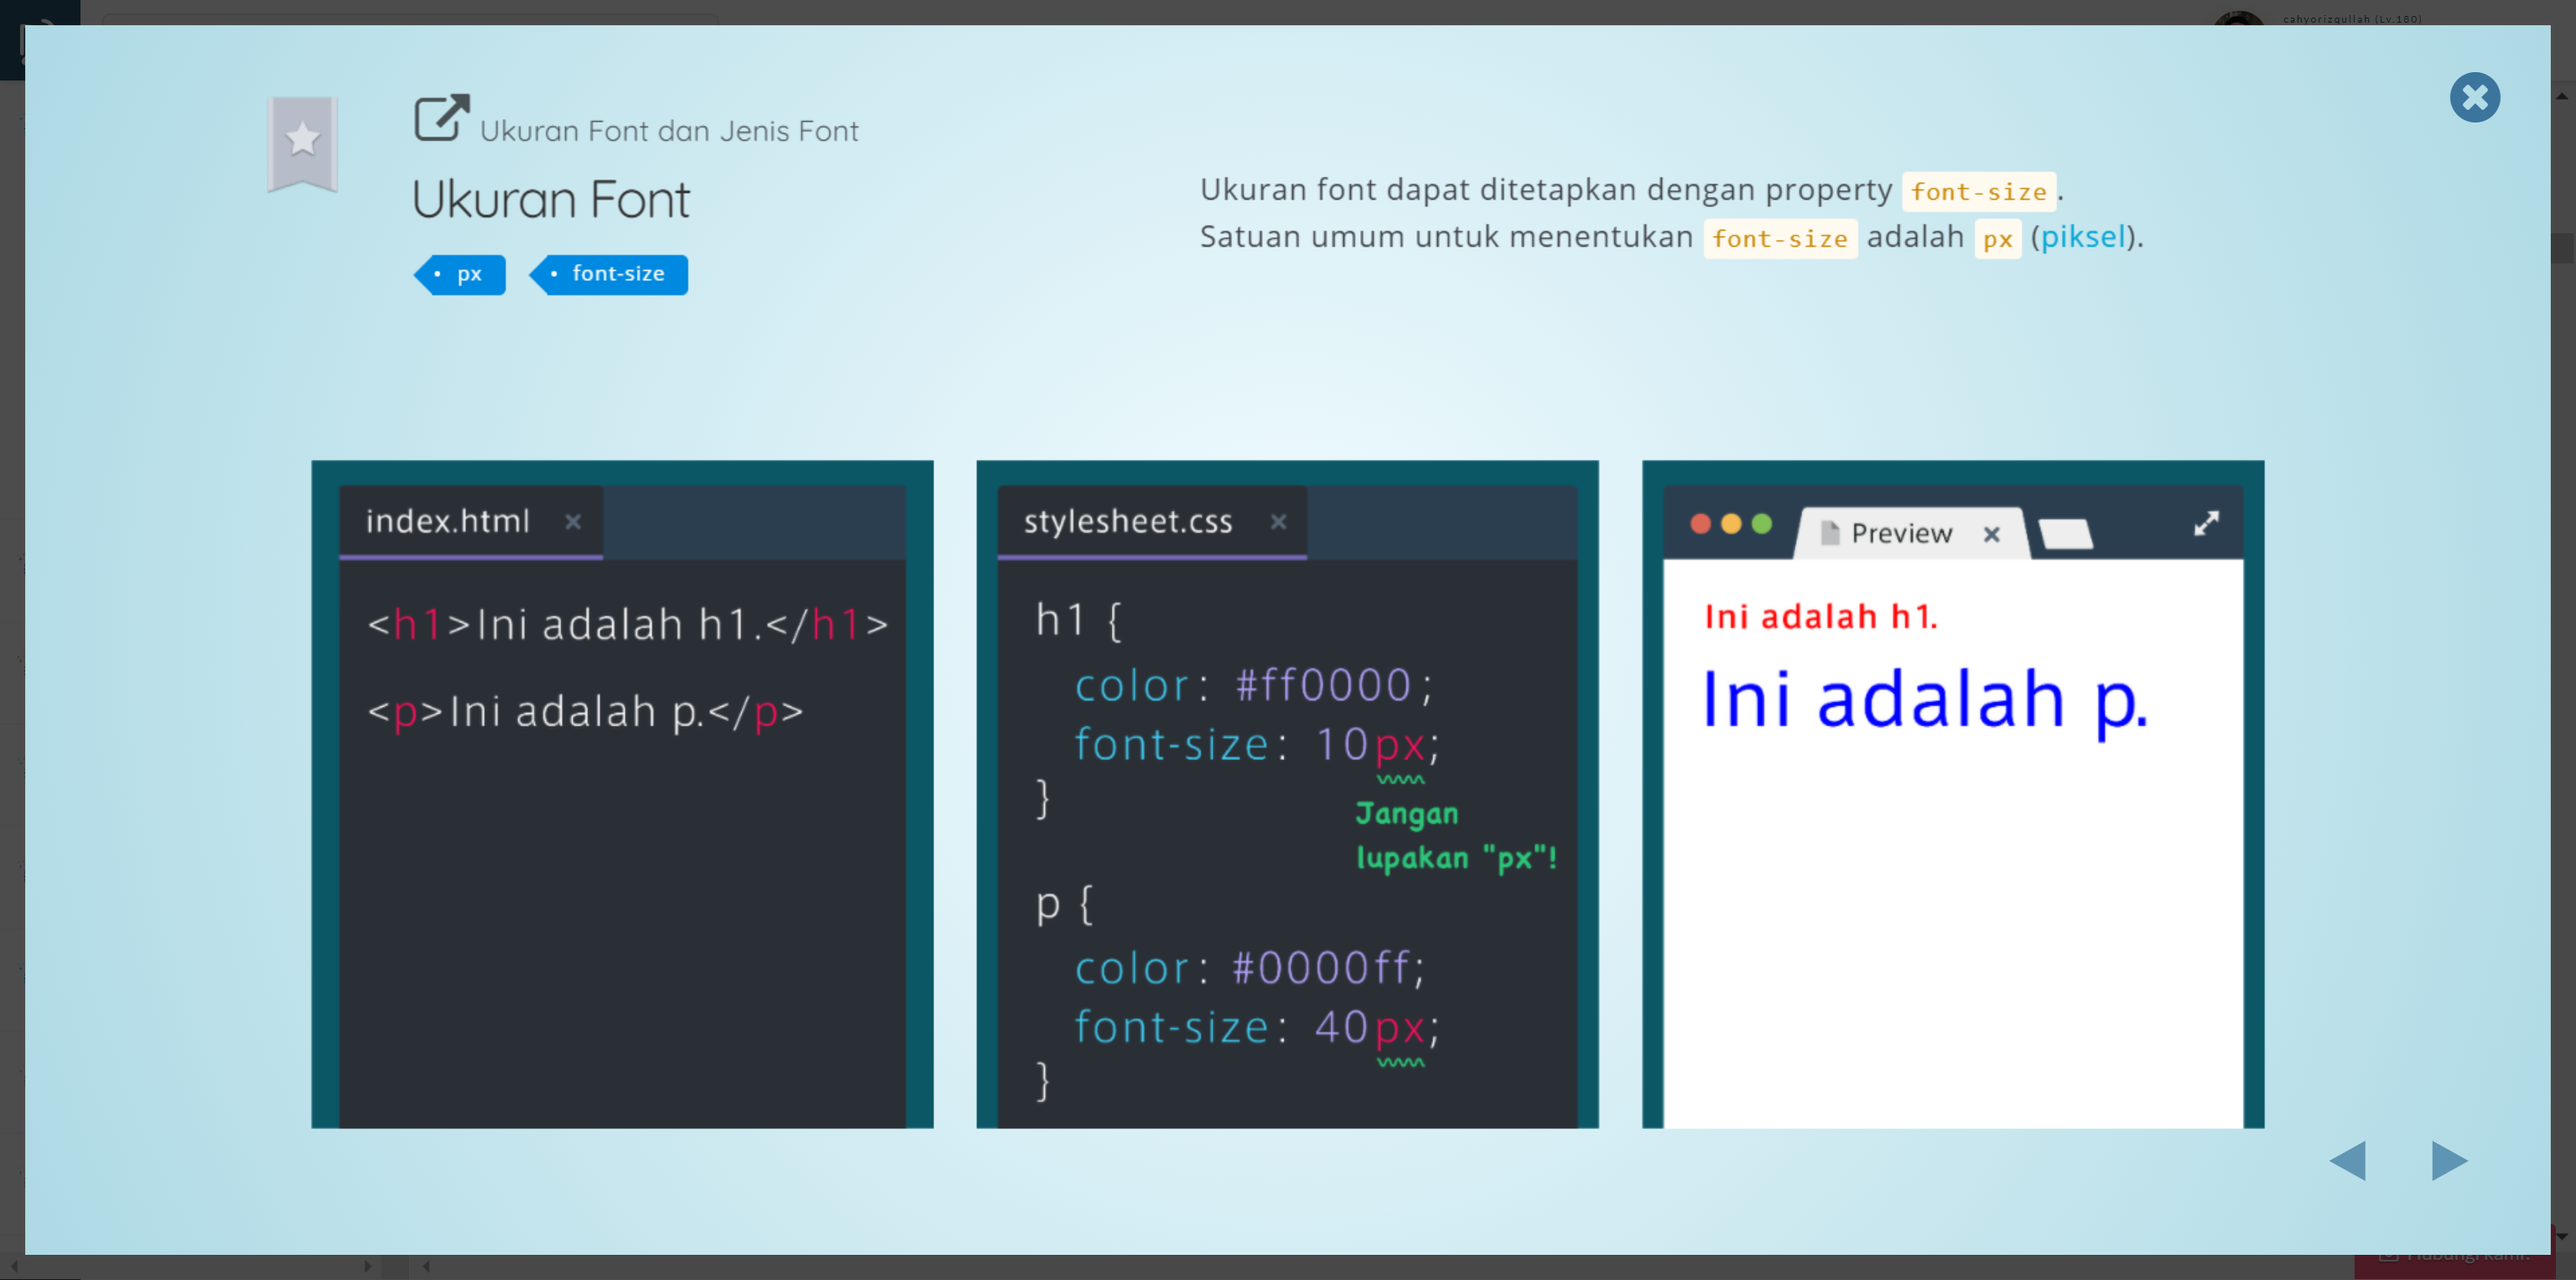 cahyorizqullah (Lv.180)
Ukuran Font dan Jenis Font
Ukuran Font
px
font-size
Ukuran font dapat ditetapkan dengan property font-size.
Satuan umum untuk menentukan font-size adalah px (piksel).
index.html
<h1>Ini adalah h1.</h1>
<p>Ini adalah p.</p>
stylesheet.css
h1 {
color: #ff0000;
font-size: 10px;
}
Jangan
lupakan "px"!
p {
color: #0000ff;
font-size: 40px;
}
Preview
Ini adalah h1.
Ini adalah p.
Hubungi kami.